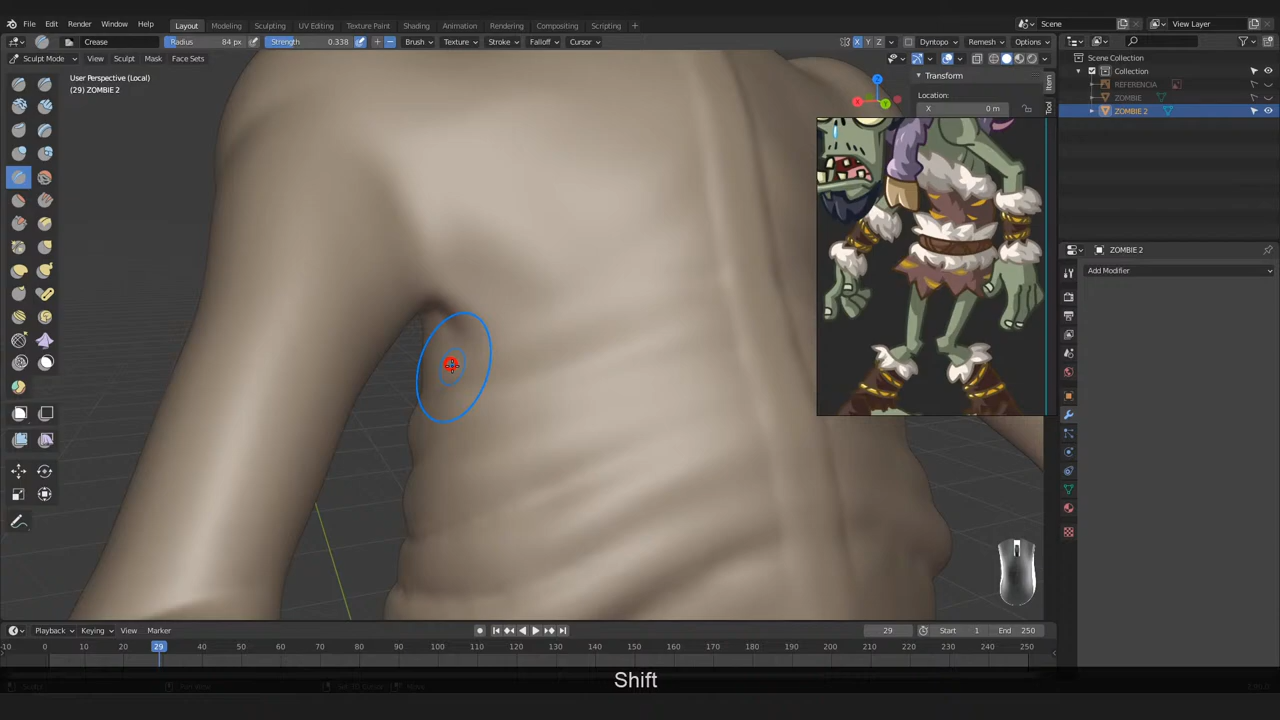 File Edit Render Window Help Layout Modeling Sculpting UV Editing Texture Paint Shading Animation Rendering Compositing Scripting + Scene View Layer
Crease Radius 84 px Strength 0.338 Brush Texture Stroke Falloff Cursor X Y Z Dyntopo Remesh Options
Sculpt Mode View Sculpt Mask Face Sets
Scene Collection
Collection
REFERENCIA
ZOMBIE
ZOMBIE 2
User Perspective (Local)
(29) ZOMBIE 2
Transform
Location:
X 0 m
Item
Tool
ZOMBIE 2
Add Modifier
Playback Keying View Marker 29 Start 1 End 250
-10 0 10 20 29 40 50 60 70 80 90 100 110 120 130 140 150 160 170 180 190 200 210 220 230 240 250
Shift